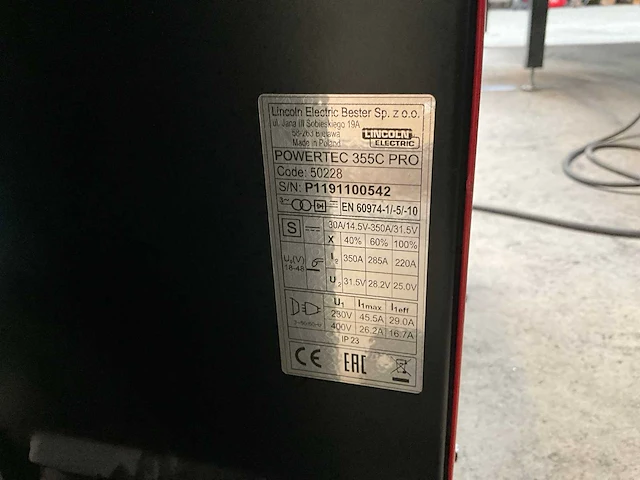 Lincoln Electric Bester Sp. z o.o.
ul. Jana III Sobieskiego 19A
58-263 Bielawa
Made in Poland
LINCOLN
ELECTRIC
POWERTEC 355C PRO
Code: 50228
S/N: P1191100542
3~ EN 60974-1/-5/-10
S 30A/14.5V-350A/31.5V
X 40% 60% 100%
U₀(V) 18-48
I₂ 350A 285A 220A
U₂ 31.5V 28.2V 25.0V
U₁ I₁max I₁eff
230V 45.5A 29.0A
400V 26.2A 16.7A
IP 23
CE EAC